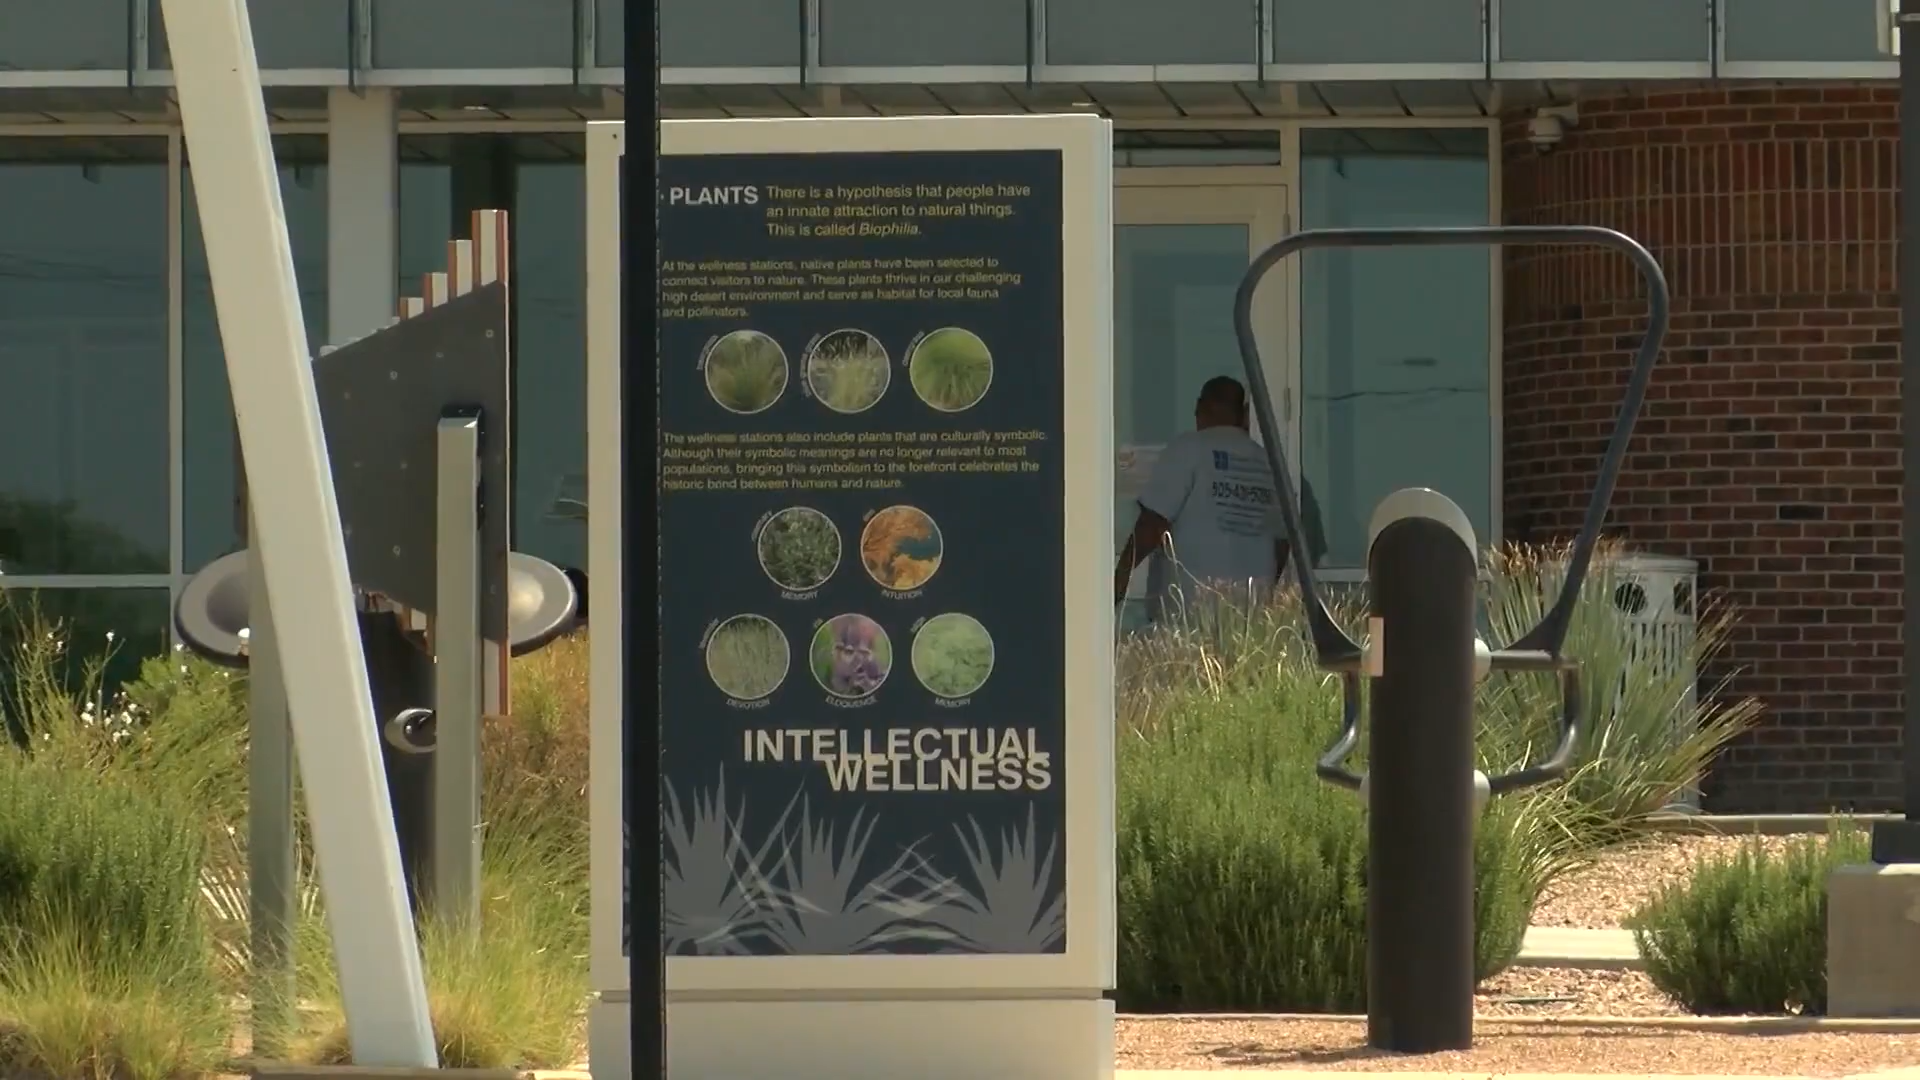 PLANTS There is a hypothesis that people have
an innate attraction to natural things.
This is called Biophilia.
At the wellness stations, native plants have been selected to
connect visitors to nature. These plants thrive in our challenging
high desert environment and serve as habitat for local fauna
and pollinators.
The wellness stations also include plants that are culturally symbolic.
Although their symbolic meanings are no longer relevant to most
populations, bringing this symbolism to the forefront celebrates the
historic bond between humans and nature.
MEMORY INTUITION
DEVOTION ELOQUENCE MEMORY
INTELLECTUAL
WELLNESS